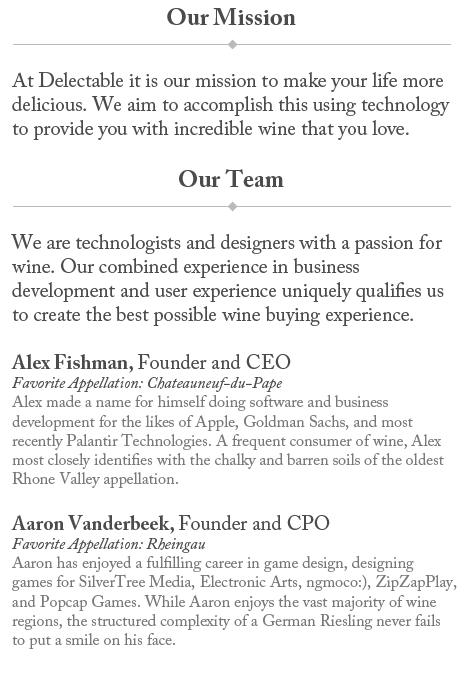 Our Mission
At Delectable it is our mission to make your life more
delicious. We aim to accomplish this using technology
to provide you with incredible wine that you love.
Our Team
We are technologists and designers with a passion for
wine. Our combined experience in business
development and user experience uniquely qualifies us
to create the best possible wine buying experience.
Alex Fishman, Founder and CEO
Favorite Appellation: Chateauneuf-du-Pape
Alex made a name for himself doing software and business
development for the likes of Apple, Goldman Sachs, and most
recently Palantir Technologies. A frequent consumer of wine, Alex
most closely identifies with the chalky and barren soils of the oldest
Rhone Valley appellation.
Aaron Vanderbeek, Founder and CPO
Favorite Appellation: Rheingau
Aaron has enjoyed a fulfilling career in game design, designing
games for SilverTree Media, Electronic Arts, ngmoco:), ZipZapPlay,
and Popcap Games. While Aaron enjoys the vast majority of wine
regions, the structured complexity of a German Riesling never fails
to put a smile on his face.